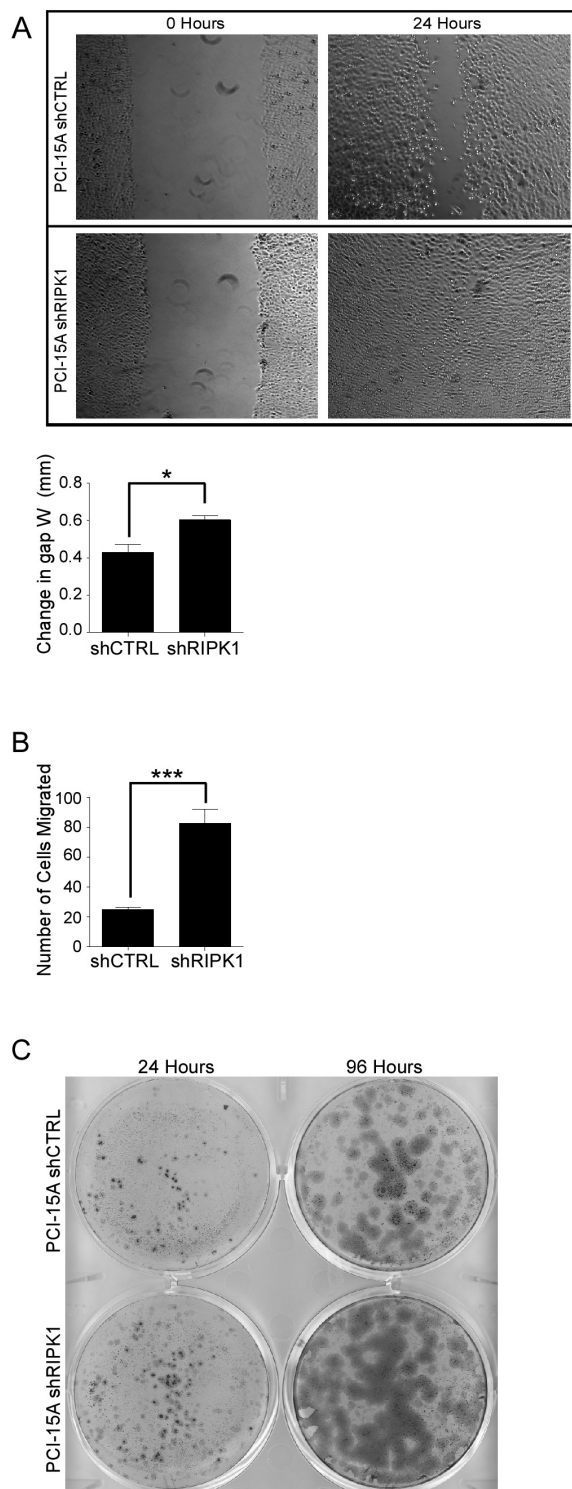 A
0 Hours
24 Hours
PCI-15A shCTRL
PCI-15A shRIPK1
Change in gap W (mm)
0.8
0.6
0.4
0.2
0.0
*
shCTRL
shRIPK1
B
Number of Cells Migrated
100
80
60
40
20
0
***
shCTRL
shRIPK1
C
24 Hours
96 Hours
PCI-15A shCTRL
PCI-15A shRIPK1